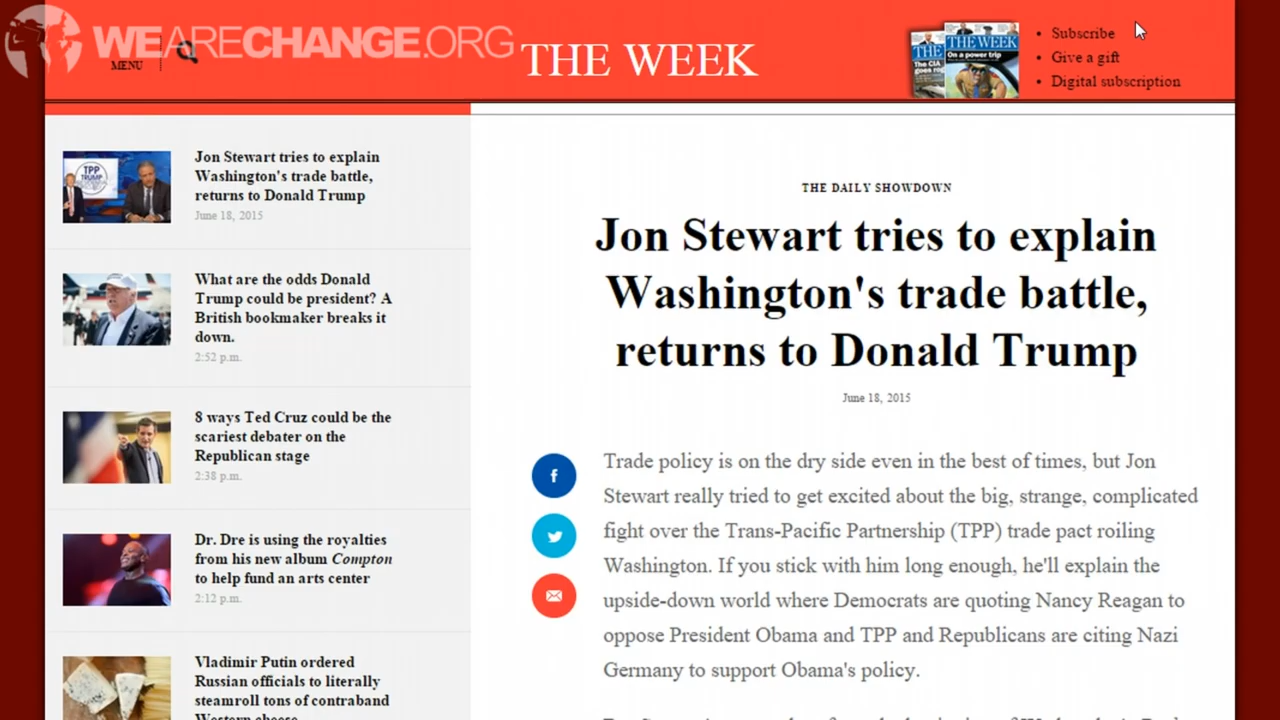 WEARECHANGE.ORG
MENU
THE WEEK
THE WEEK
On a power trip
Subscribe
Give a gift
Digital subscription
Jon Stewart tries to explain
Washington's trade battle,
returns to Donald Trump
June 18, 2015
What are the odds Donald
Trump could be president? A
British bookmaker breaks it
down.
2:52 p.m.
8 ways Ted Cruz could be the
scariest debater on the
Republican stage
2:38 p.m.
Dr. Dre is using the royalties
from his new album Compton
to help fund an arts center
2:12 p.m.
Vladimir Putin ordered
Russian officials to literally
steamroll tons of contraband
Western cheese
THE DAILY SHOWDOWN
Jon Stewart tries to explain
Washington's trade battle,
returns to Donald Trump
June 18, 2015
Trade policy is on the dry side even in the best of times, but Jon
Stewart really tried to get excited about the big, strange, complicated
fight over the Trans-Pacific Partnership (TPP) trade pact roiling
Washington. If you stick with him long enough, he'll explain the
upside-down world where Democrats are quoting Nancy Reagan to
oppose President Obama and TPP and Republicans are citing Nazi
Germany to support Obama's policy.